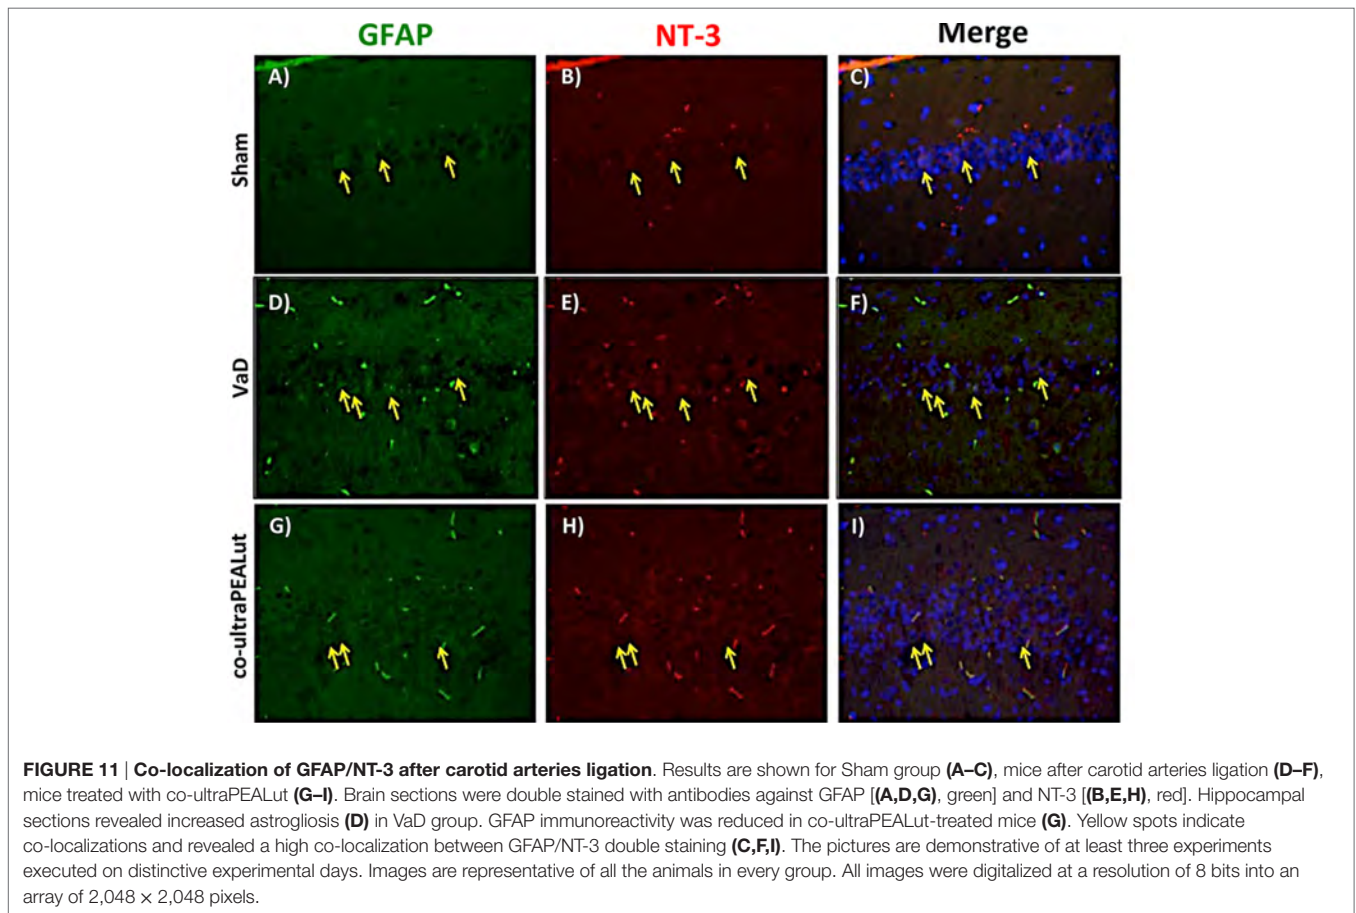 GFAP NT-3 Merge
Sham A) B) C)
VaD D) E) F)
co-ultraPEALut G) H) I)
FIGURE 11 | Co-localization of GFAP/NT-3 after carotid arteries ligation. Results are shown for Sham group (A–C), mice after carotid arteries ligation (D–F),
mice treated with co-ultraPEALut (G–I). Brain sections were double stained with antibodies against GFAP [(A,D,G), green] and NT-3 [(B,E,H), red]. Hippocampal
sections revealed increased astrogliosis (D) in VaD group. GFAP immunoreactivity was reduced in co-ultraPEALut-treated mice (G). Yellow spots indicate
co-localizations and revealed a high co-localization between GFAP/NT-3 double staining (C,F,I). The pictures are demonstrative of at least three experiments
executed on distinctive experimental days. Images are representative of all the animals in every group. All images were digitalized at a resolution of 8 bits into an
array of 2,048 × 2,048 pixels.